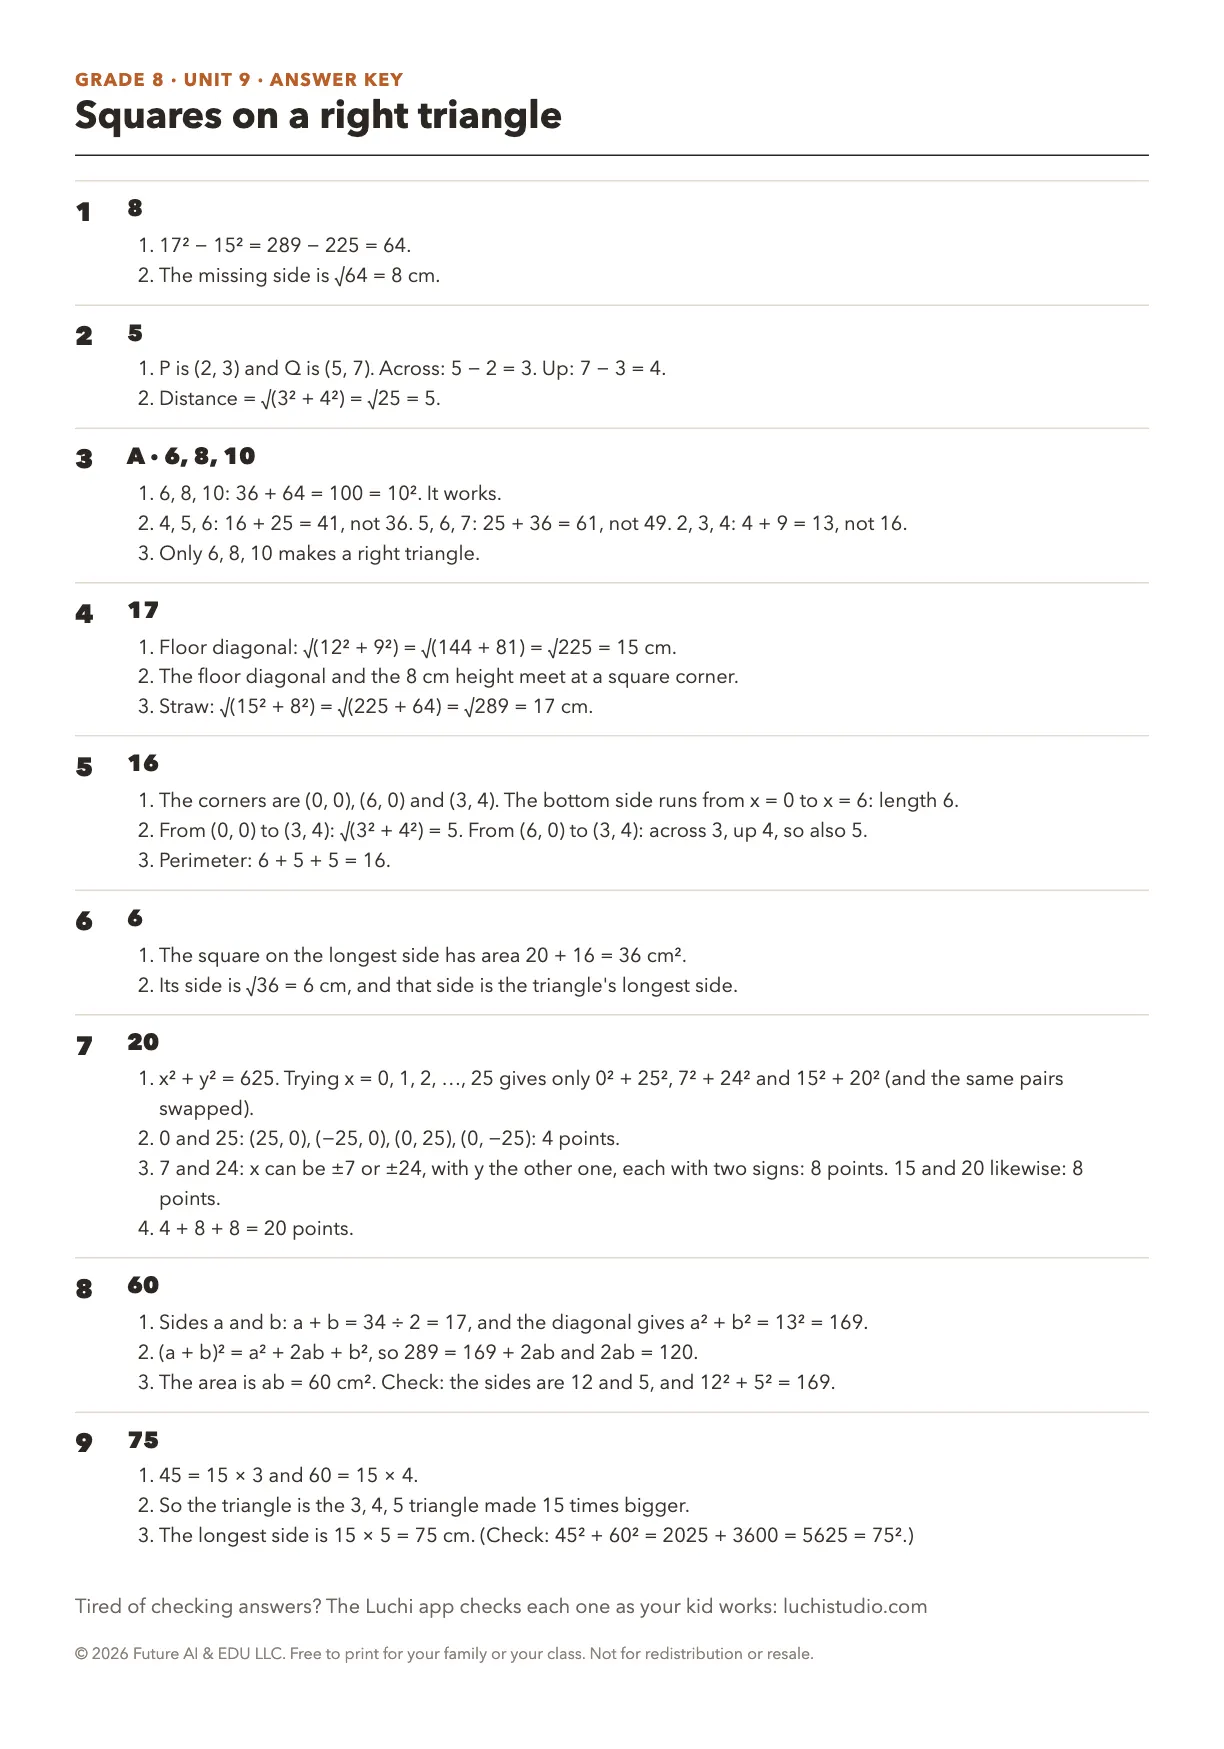 GRADE 8 · UNIT 9 · ANSWER KEY
Squares on a right triangle
1 8
1. 17² − 15² = 289 − 225 = 64.
2. The missing side is √64 = 8 cm.
2 5
1. P is (2, 3) and Q is (5, 7). Across: 5 − 2 = 3. Up: 7 − 3 = 4.
2. Distance = √(3² + 4²) = √25 = 5.
3 A · 6, 8, 10
1. 6, 8, 10: 36 + 64 = 100 = 10². It works.
2. 4, 5, 6: 16 + 25 = 41, not 36. 5, 6, 7: 25 + 36 = 61, not 49. 2, 3, 4: 4 + 9 = 13, not 16.
3. Only 6, 8, 10 makes a right triangle.
4 17
1. Floor diagonal: √(12² + 9²) = √(144 + 81) = √225 = 15 cm.
2. The floor diagonal and the 8 cm height meet at a square corner.
3. Straw: √(15² + 8²) = √(225 + 64) = √289 = 17 cm.
5 16
1. The corners are (0, 0), (6, 0) and (3, 4). The bottom side runs from x = 0 to x = 6: length 6.
2. From (0, 0) to (3, 4): √(3² + 4²) = 5. From (6, 0) to (3, 4): across 3, up 4, so also 5.
3. Perimeter: 6 + 5 + 5 = 16.
6 6
1. The square on the longest side has area 20 + 16 = 36 cm².
2. Its side is √36 = 6 cm, and that side is the triangle's longest side.
7 20
1. x² + y² = 625. Trying x = 0, 1, 2, …, 25 gives only 0² + 25², 7² + 24² and 15² + 20² (and the same pairs
swapped).
2. 0 and 25: (25, 0), (−25, 0), (0, 25), (0, −25): 4 points.
3. 7 and 24: x can be ±7 or ±24, with y the other one, each with two signs: 8 points. 15 and 20 likewise: 8
points.
4. 4 + 8 + 8 = 20 points.
8 60
1. Sides a and b: a + b = 34 ÷ 2 = 17, and the diagonal gives a² + b² = 13² = 169.
2. (a + b)² = a² + 2ab + b², so 289 = 169 + 2ab and 2ab = 120.
3. The area is ab = 60 cm². Check: the sides are 12 and 5, and 12² + 5² = 169.
9 75
1. 45 = 15 × 3 and 60 = 15 × 4.
2. So the triangle is the 3, 4, 5 triangle made 15 times bigger.
3. The longest side is 15 × 5 = 75 cm. (Check: 45² + 60² = 2025 + 3600 = 5625 = 75².)
Tired of checking answers? The Luchi app checks each one as your kid works: luchistudio.com
© 2026 Future AI & EDU LLC. Free to print for your family or your class. Not for redistribution or resale.